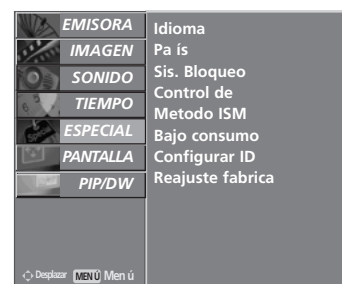 EMISORA
IMAGEN
SONIDO
TIEMPO
ESPECIAL
PANTALLA
PIP/DW
Idioma
Pa ís
Sis. Bloqueo
Control de
Metodo ISM
Bajo consumo
Configurar ID
Reajuste fabrica
Desplazar MENÚ Men ú